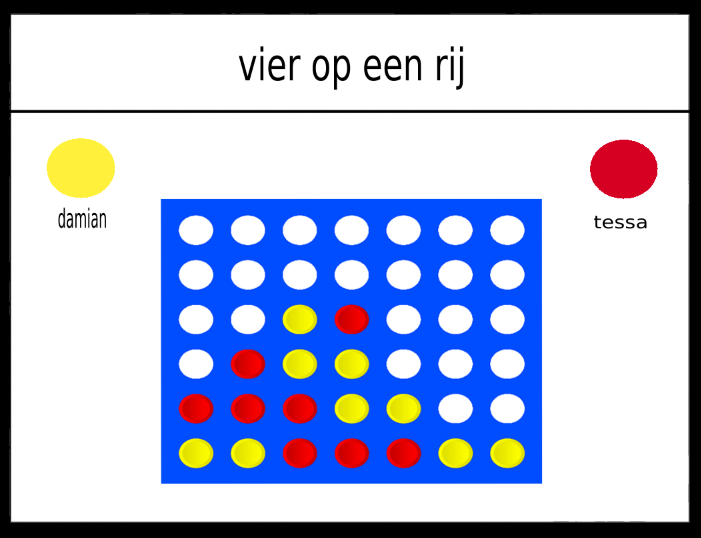 vier op een rij
damian
tessa